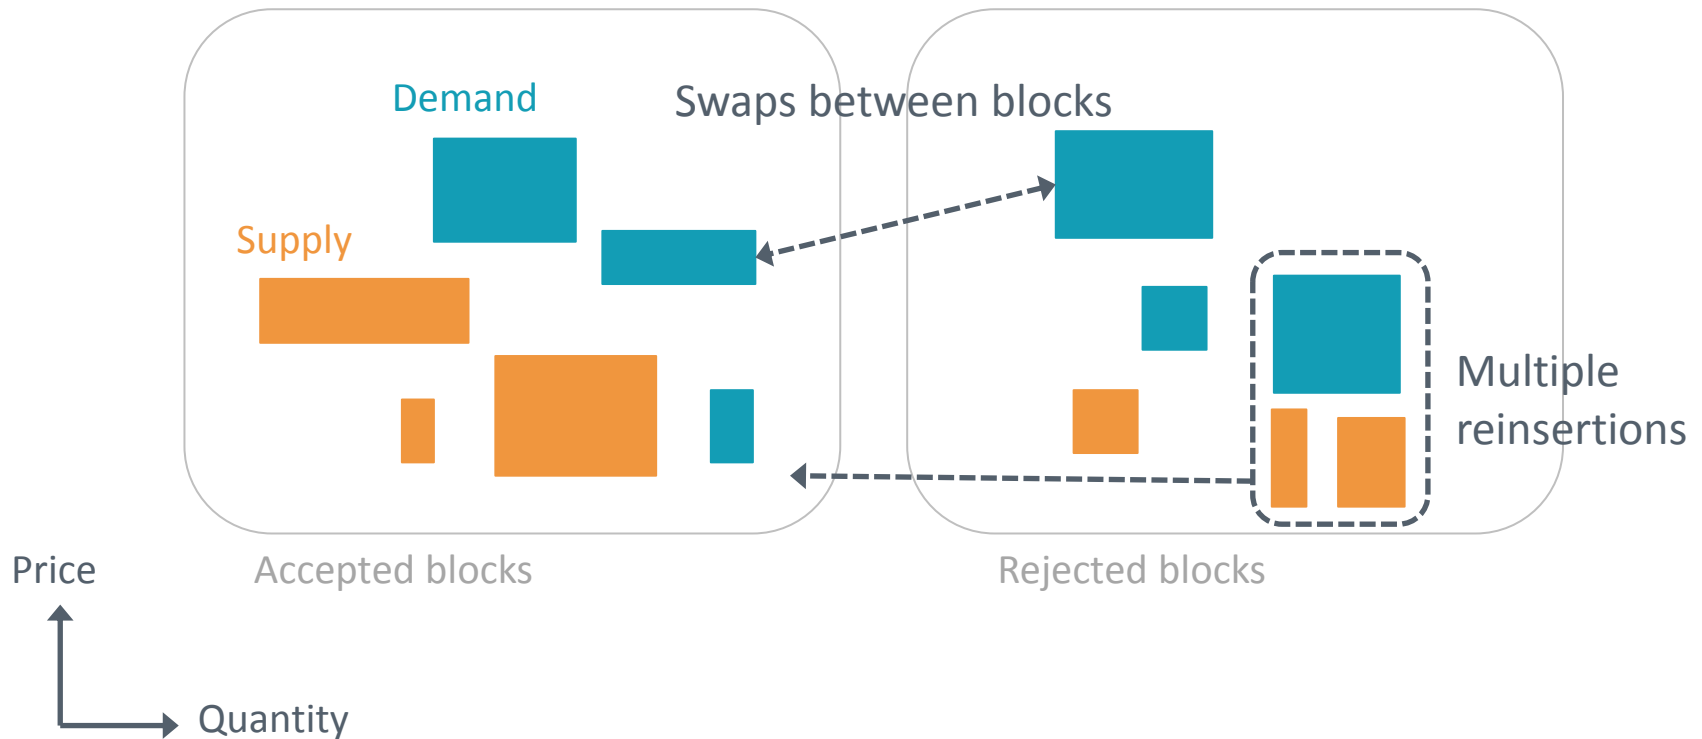 Demand
Swaps between blocks
Supply
Multiple
reinsertions
Accepted blocks
Rejected blocks
Price
Quantity